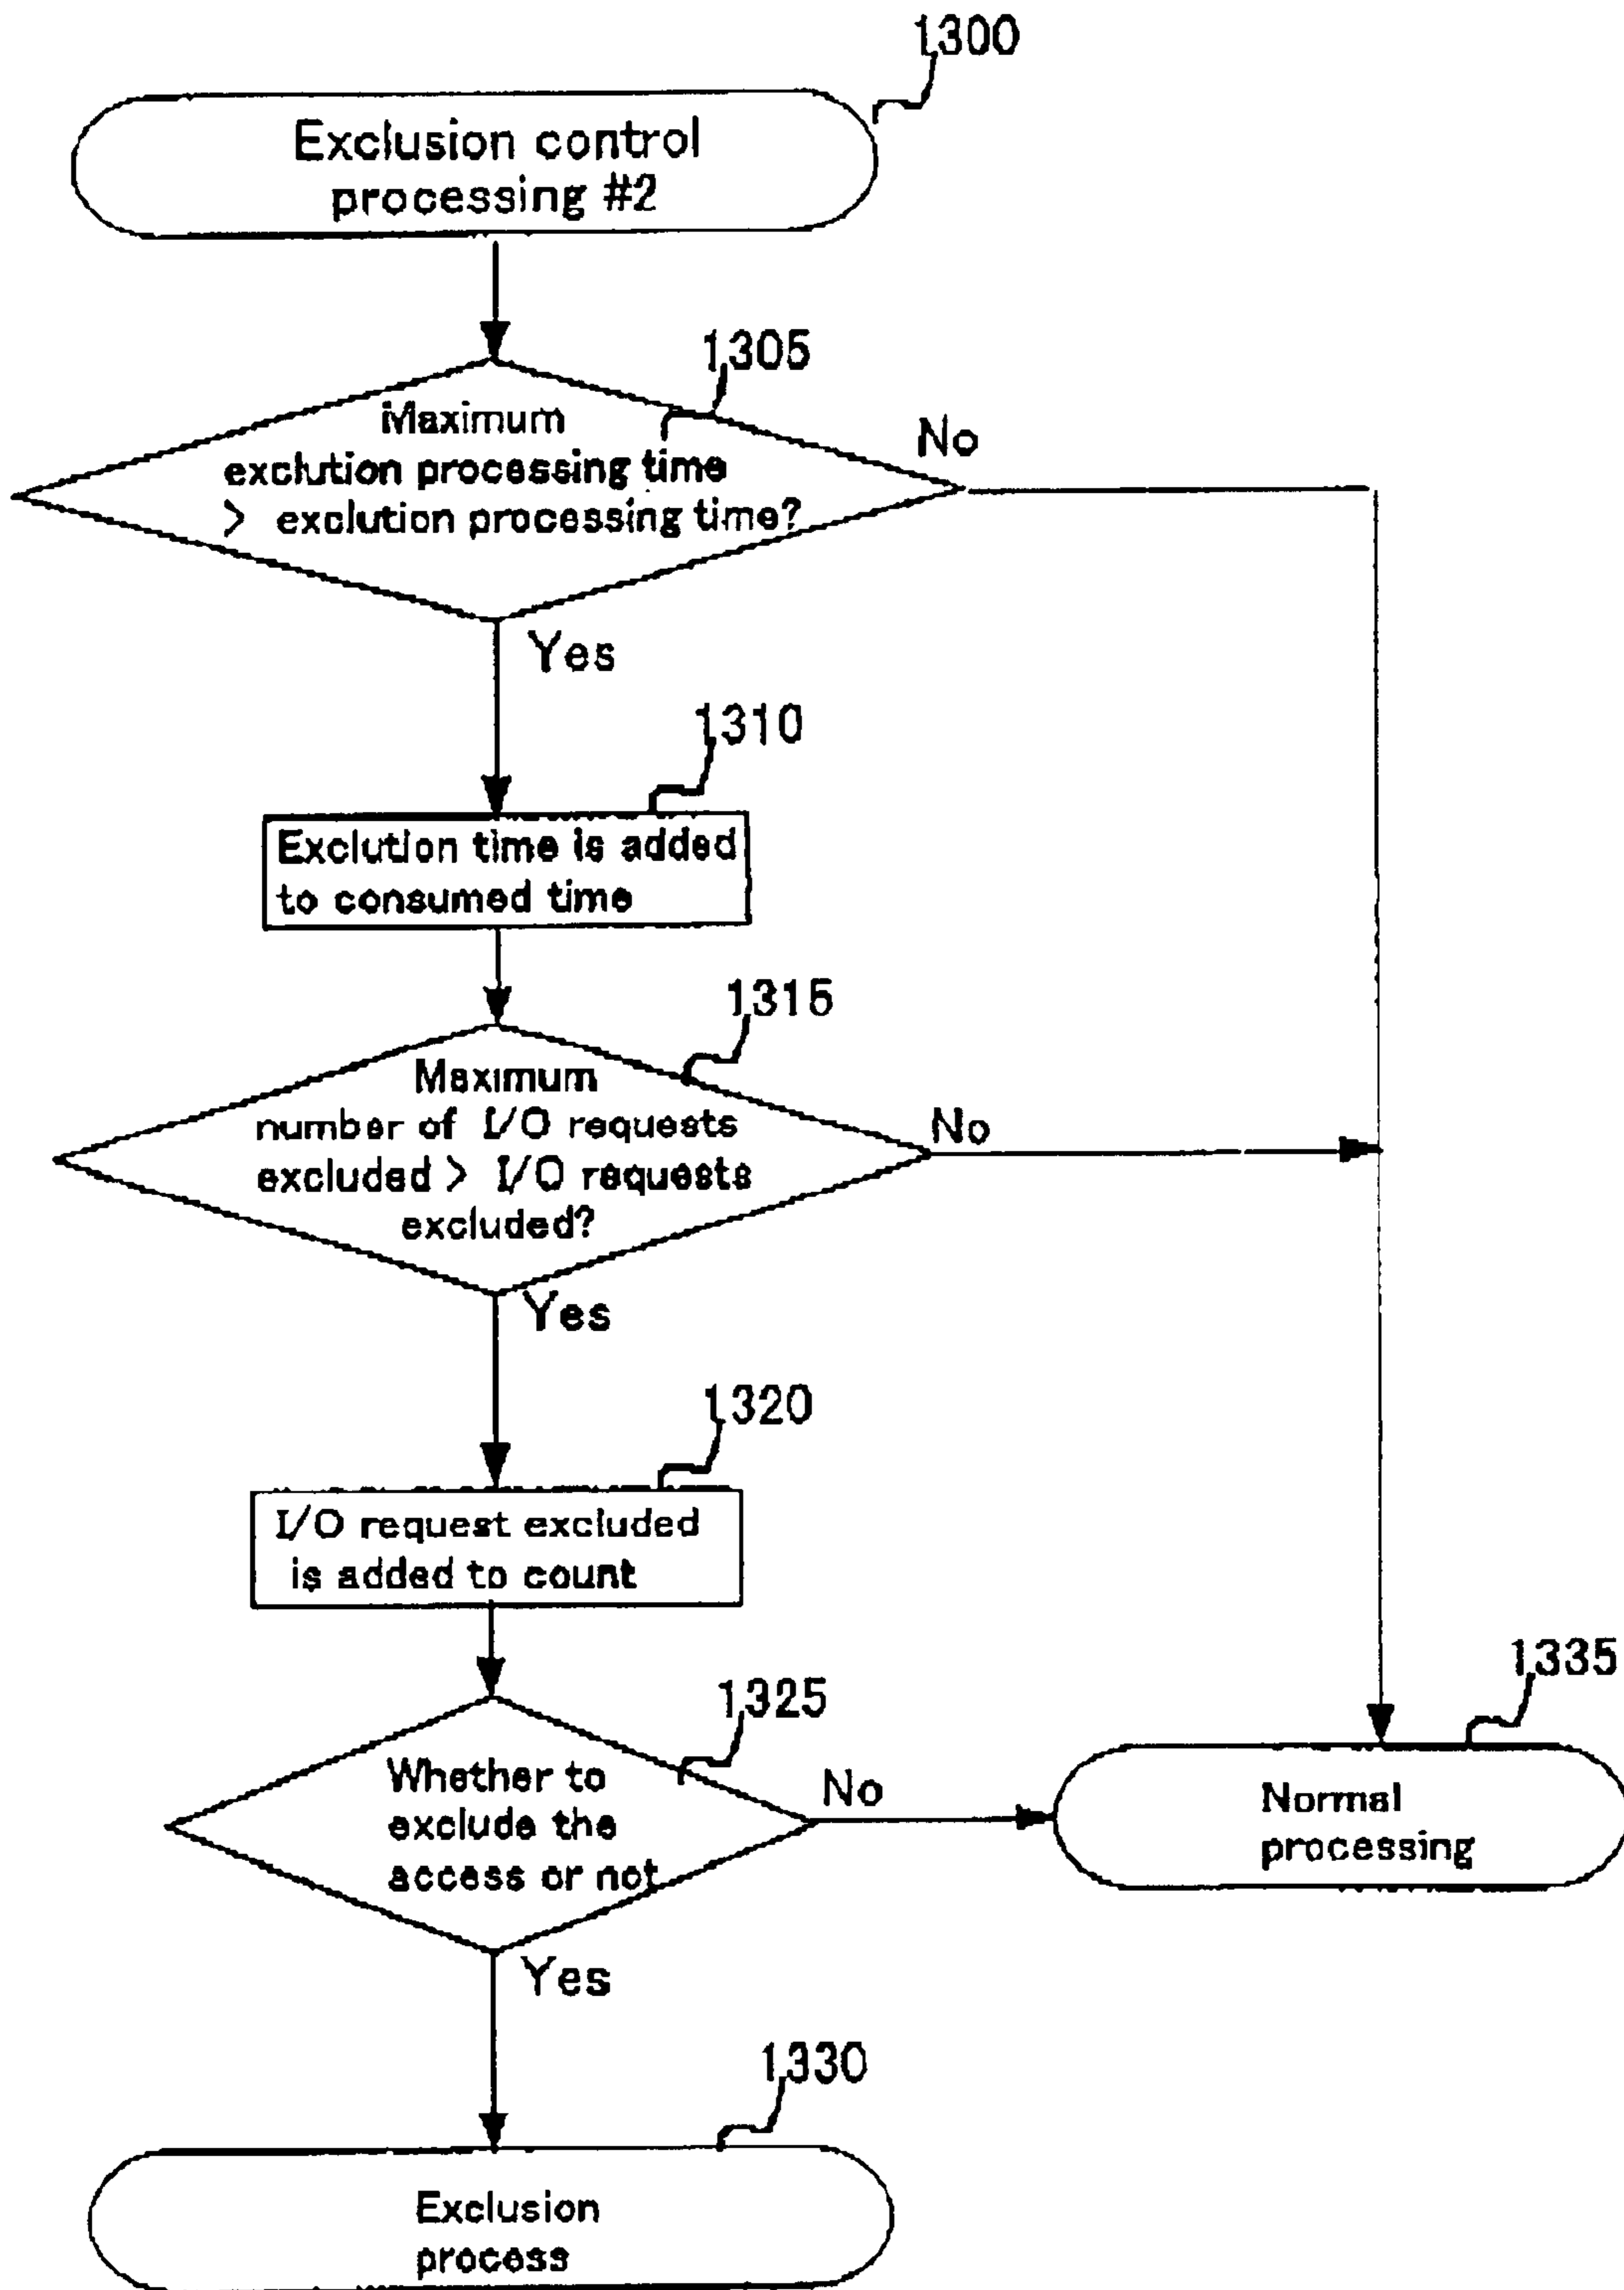 1300
Exclusion control
processing #2
1305
Maximum
exclution processing time
> exclution processing time?
No
Yes
1310
Exclution time is added
to consumed time
1315
Maximum
number of I/O requests
excluded > I/O requests
excluded?
No
Yes
1320
I/O request excluded
is added to count
1325
Whether to
exclude the
access or not
No
Yes
1335
Normal
processing
1330
Exclusion
process